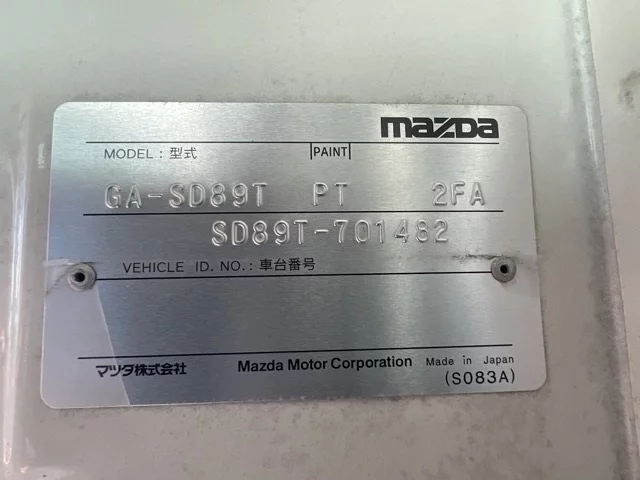 mazda
MODEL : 型式 PAINT
GA-SD89T PT 2FA
SD89T-701482
VEHICLE ID. NO. : 車台番号
マツダ株式会社 Mazda Motor Corporation Made in Japan
(S083A)